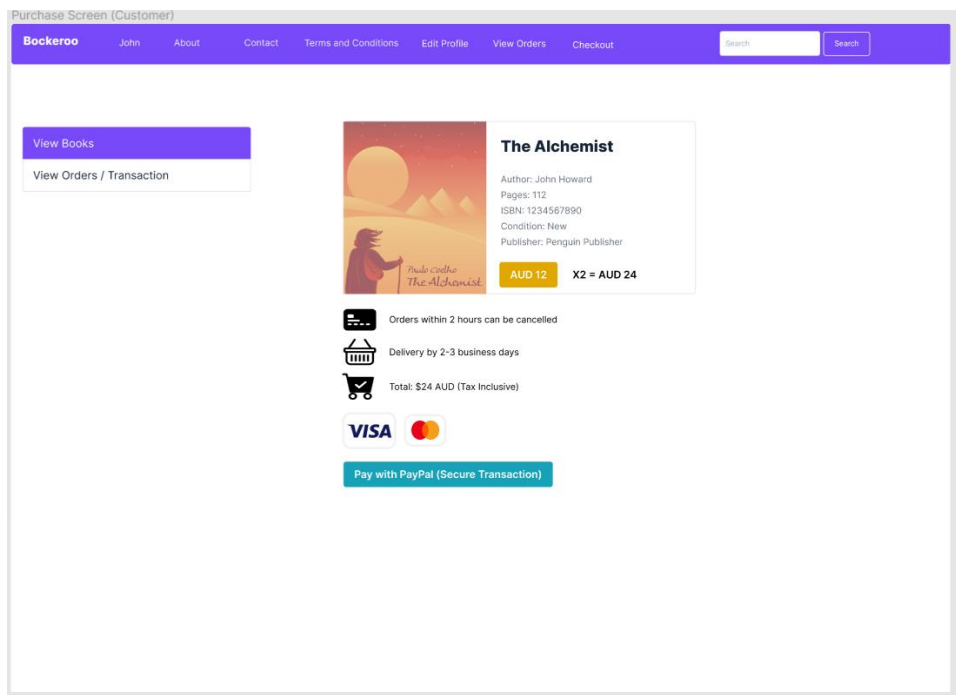 Purchase Screen (Customer)
Bockeroo John About Contact Terms and Conditions Edit Profile View Orders Checkout Search Search
View Books
View Orders / Transaction
The Alchemist
Author: John Howard
Pages: 112
ISBN: 1234567890
Condition: New
Publisher: Penguin Publisher
AUD 12 X2 = AUD 24
Paulo Coelho
The Alchemist
Orders within 2 hours can be cancelled
Delivery by 2-3 business days
Total: $24 AUD (Tax Inclusive)
VISA
Pay with PayPal (Secure Transaction)